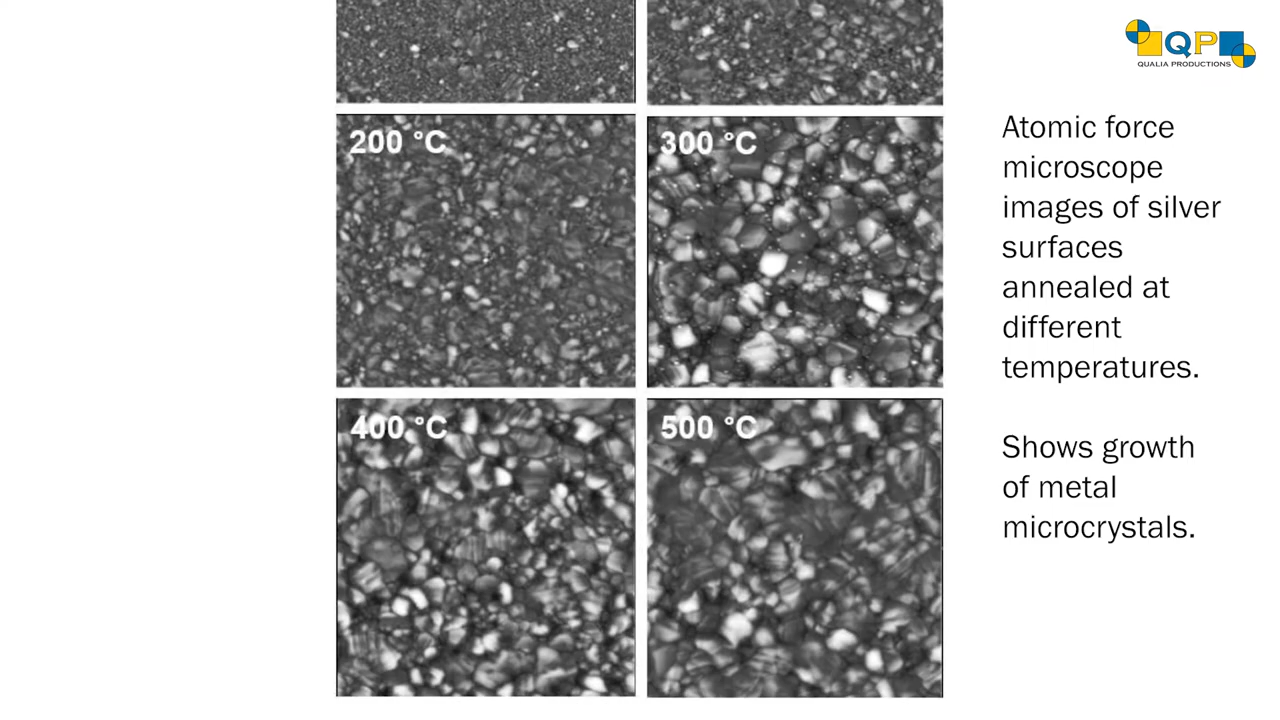 QP
QUALIA PRODUCTIONS
200 °C
300 °C
400 °C
500 °C
Atomic force
microscope
images of silver
surfaces
annealed at
different
temperatures.
Shows growth
of metal
microcrystals.